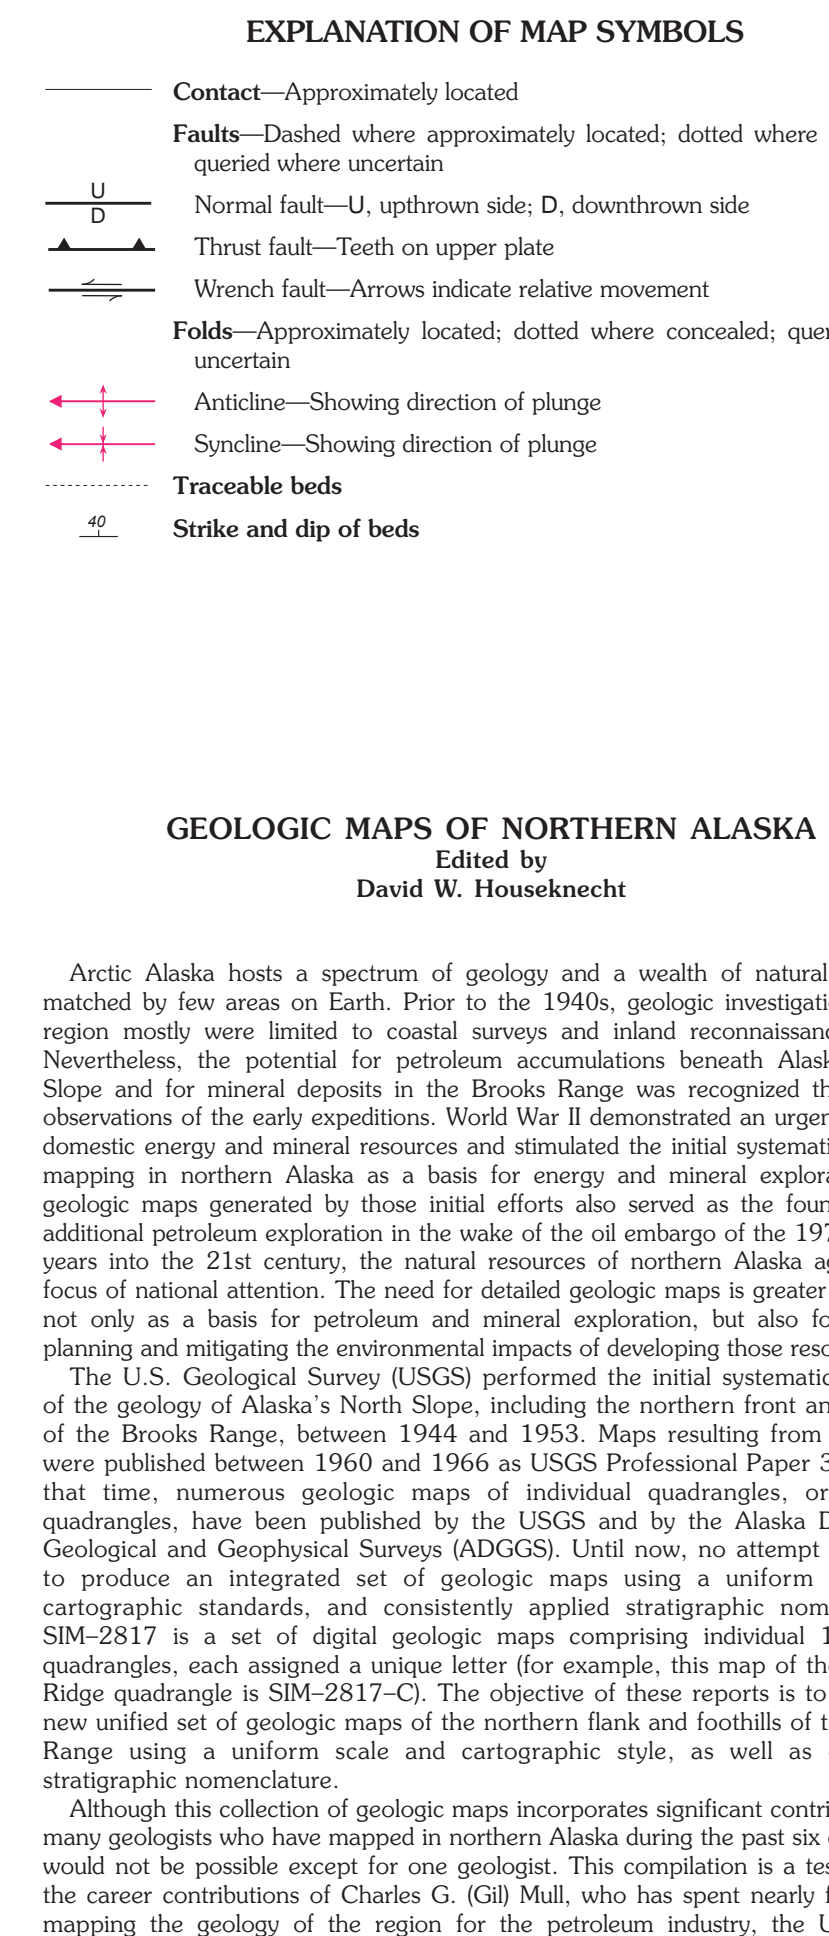 EXPLANATION OF MAP SYMBOLS
Contact—Approximately located
Faults—Dashed where approximately located; dotted where
queried where uncertain
U
D
Normal fault—U, upthrown side; D, downthrown side
Thrust fault—Teeth on upper plate
Wrench fault—Arrows indicate relative movement
Folds—Approximately located; dotted where concealed; quer
uncertain
Anticline—Showing direction of plunge
Syncline—Showing direction of plunge
Traceable beds
40
Strike and dip of beds
GEOLOGIC MAPS OF NORTHERN ALASKA
Edited by
David W. Houseknecht
Arctic Alaska hosts a spectrum of geology and a wealth of natural
matched by few areas on Earth. Prior to the 1940s, geologic investigati
region mostly were limited to coastal surveys and inland reconnaissanc
Nevertheless, the potential for petroleum accumulations beneath Alask
Slope and for mineral deposits in the Brooks Range was recognized th
observations of the early expeditions. World War II demonstrated an urgen
domestic energy and mineral resources and stimulated the initial systemati
mapping in northern Alaska as a basis for energy and mineral explora
geologic maps generated by those initial efforts also served as the foun
additional petroleum exploration in the wake of the oil embargo of the 197
years into the 21st century, the natural resources of northern Alaska ag
focus of national attention. The need for detailed geologic maps is greater
not only as a basis for petroleum and mineral exploration, but also fo
planning and mitigating the environmental impacts of developing those reso
The U.S. Geological Survey (USGS) performed the initial systematic
of the geology of Alaska's North Slope, including the northern front an
of the Brooks Range, between 1944 and 1953. Maps resulting from
were published between 1960 and 1966 as USGS Professional Paper 3
that time, numerous geologic maps of individual quadrangles, or
quadrangles, have been published by the USGS and by the Alaska D
Geological and Geophysical Surveys (ADGGS). Until now, no attempt
to produce an integrated set of geologic maps using a uniform
cartographic standards, and consistently applied stratigraphic nom
SIM–2817 is a set of digital geologic maps comprising individual 1
quadrangles, each assigned a unique letter (for example, this map of the
Ridge quadrangle is SIM–2817–C). The objective of these reports is to
new unified set of geologic maps of the northern flank and foothills of t
Range using a uniform scale and cartographic style, as well as
stratigraphic nomenclature.
Although this collection of geologic maps incorporates significant contri
many geologists who have mapped in northern Alaska during the past six
would not be possible except for one geologist. This compilation is a tes
the career contributions of Charles G. (Gil) Mull, who has spent nearly f
mapping the geology of the region for the petroleum industry, the U